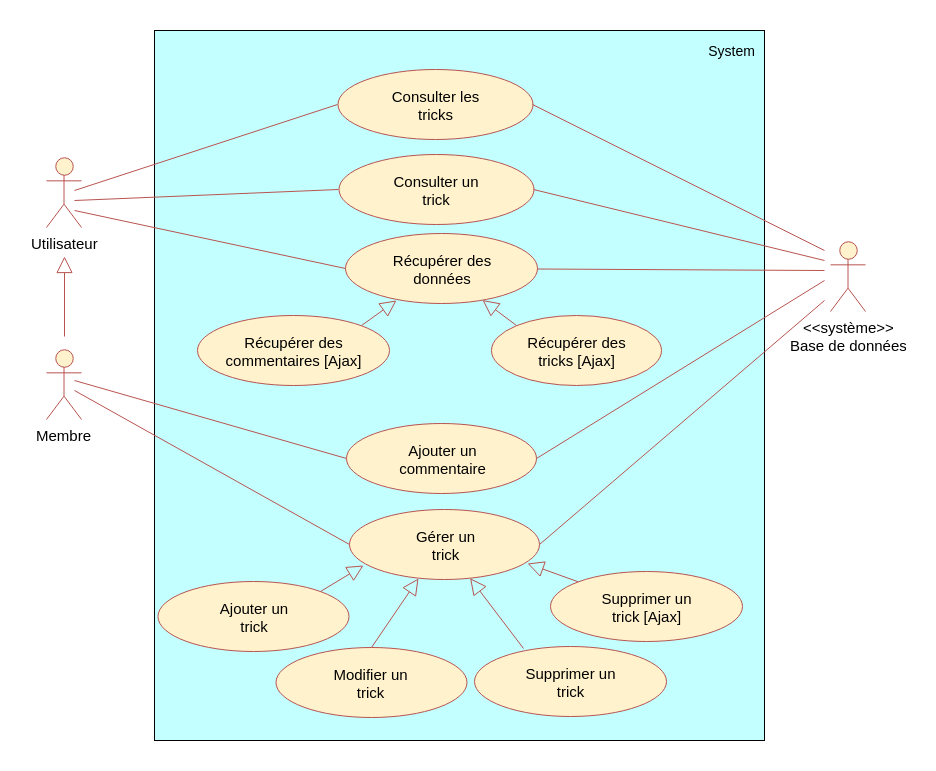 System
Consulter les
tricks
Consulter un
trick
Utilisateur
Récupérer des
données
<<système>>
Base de données
Récupérer des
commentaires [Ajax]
Récupérer des
tricks [Ajax]
Membre
Ajouter un
commentaire
Gérer un
trick
Ajouter un
trick
Supprimer un
trick [Ajax]
Modifier un
trick
Supprimer un
trick